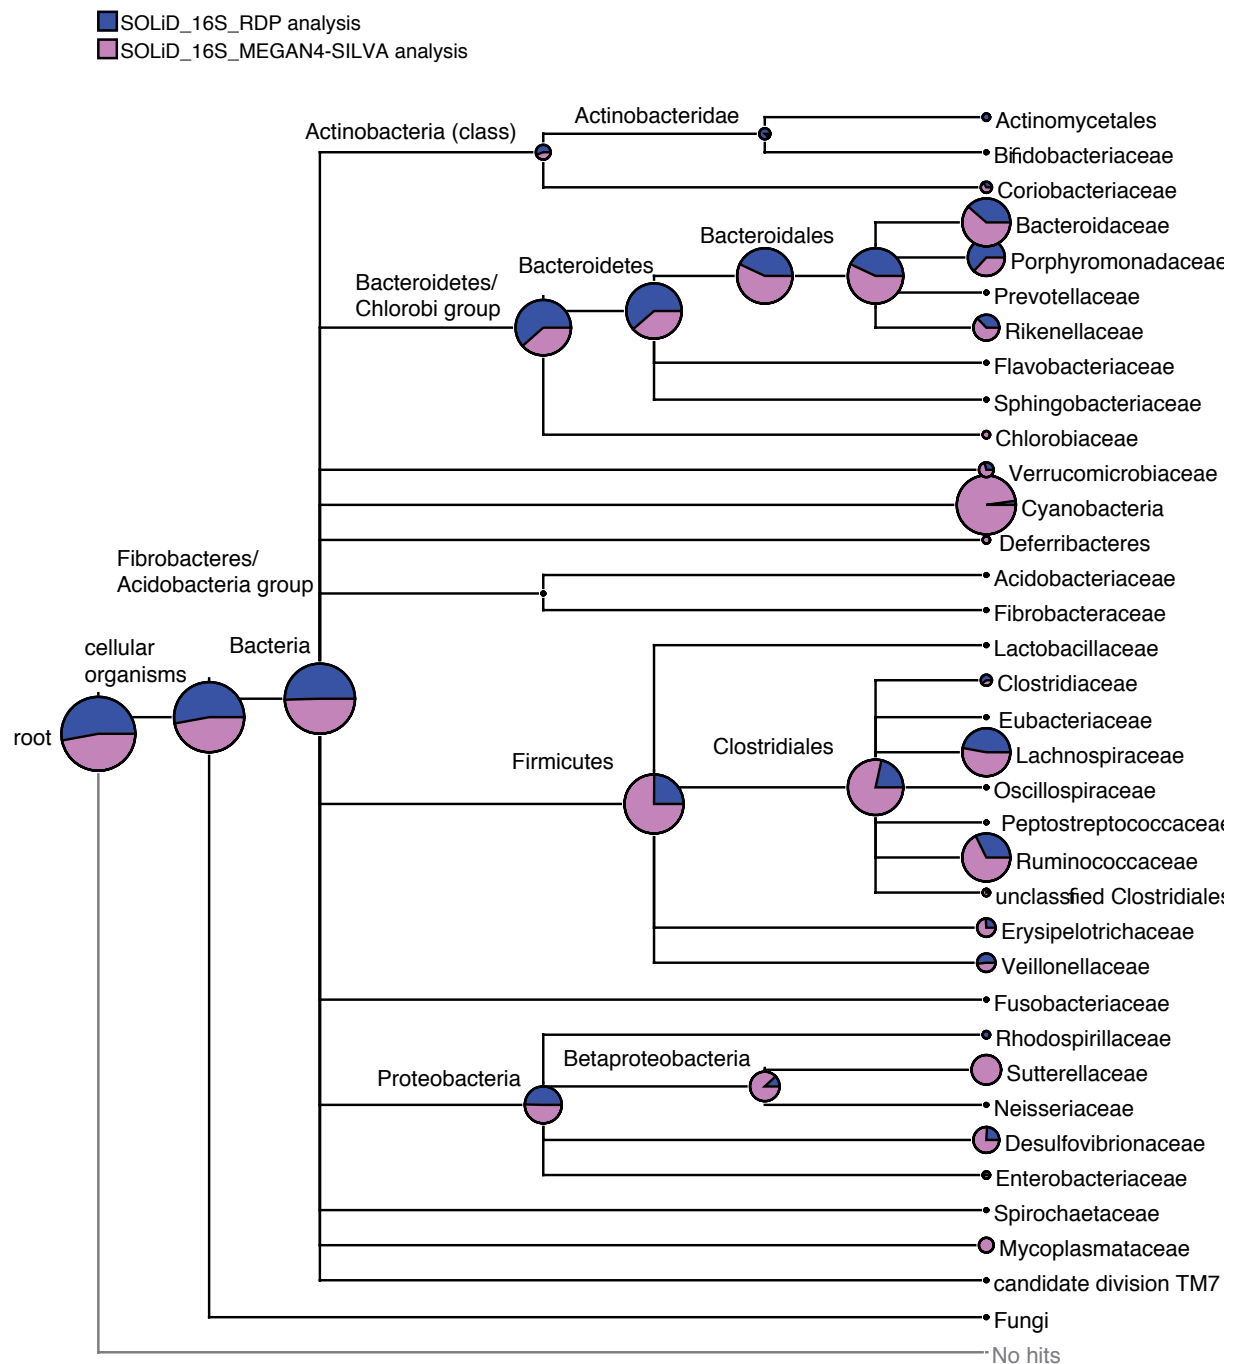 SOLiD_16S_RDP analysis
SOLiD_16S_MEGAN4-SILVA analysis
Actinobacteridae
Actinomycetales
Actinobacteria (class)
Bifidobacteriaceae
Coriobacteriaceae
Bacteroidaceae
Bacteroidales
Bacteroidetes
Porphyromonadaceae
Bacteroidetes/
Chlorobi group
Prevotellaceae
Rikenellaceae
Flavobacteriaceae
Sphingobacteriaceae
Chlorobiaceae
Verrucomicrobiaceae
Cyanobacteria
Deferribacteres
Fibrobacteres/
Acidobacteria group
Acidobacteriaceae
Fibrobacteraceae
cellular
organisms
Bacteria
Lactobacillaceae
Clostridiaceae
Eubacteriaceae
root
Firmicutes
Clostridiales
Lachnospiraceae
Oscillospiraceae
Peptostreptococcaceae
Ruminococcaceae
unclassfied Clostridiales
Erysipelotrichaceae
Veillonellaceae
Fusobacteriaceae
Rhodospirillaceae
Betaproteobacteria
Proteobacteria
Sutterellaceae
Neisseriaceae
Desulfovibrionaceae
Enterobacteriaceae
Spirochaetaceae
Mycoplasmataceae
candidate division TM7
Fungi
No hits